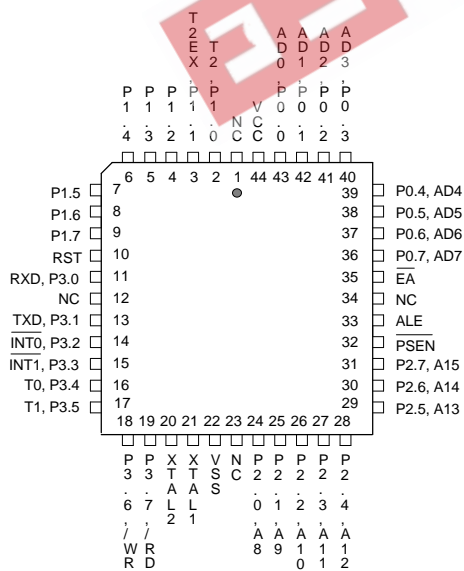 T2EX, P1.1
T2, P1.0
AD0, P0.0
AD1, P0.1
AD2, P0.2
AD3, P0.3
P1.4
P1.3
P1.2
NC
VCC
6 5 4 3 2 1 44 43 42 41 40
P1.5 7
P1.6 8
P1.7 9
RST 10
RXD, P3.0 11
NC 12
TXD, P3.1 13
INT0, P3.2 14
INT1, P3.3 15
T0, P3.4 16
T1, P3.5 17
39 P0.4, AD4
38 P0.5, AD5
37 P0.6, AD6
36 P0.7, AD7
35 EA
34 NC
33 ALE
32 PSEN
31 P2.7, A15
30 P2.6, A14
29 P2.5, A13
18 19 20 21 22 23 24 25 26 27 28
P3.6, /WR
P3.7, /RD
XTAL2
XTAL1
VSS
NC
P2.0, A8
P2.1, A9
P2.2, A10
P2.3, A11
P2.4, A12